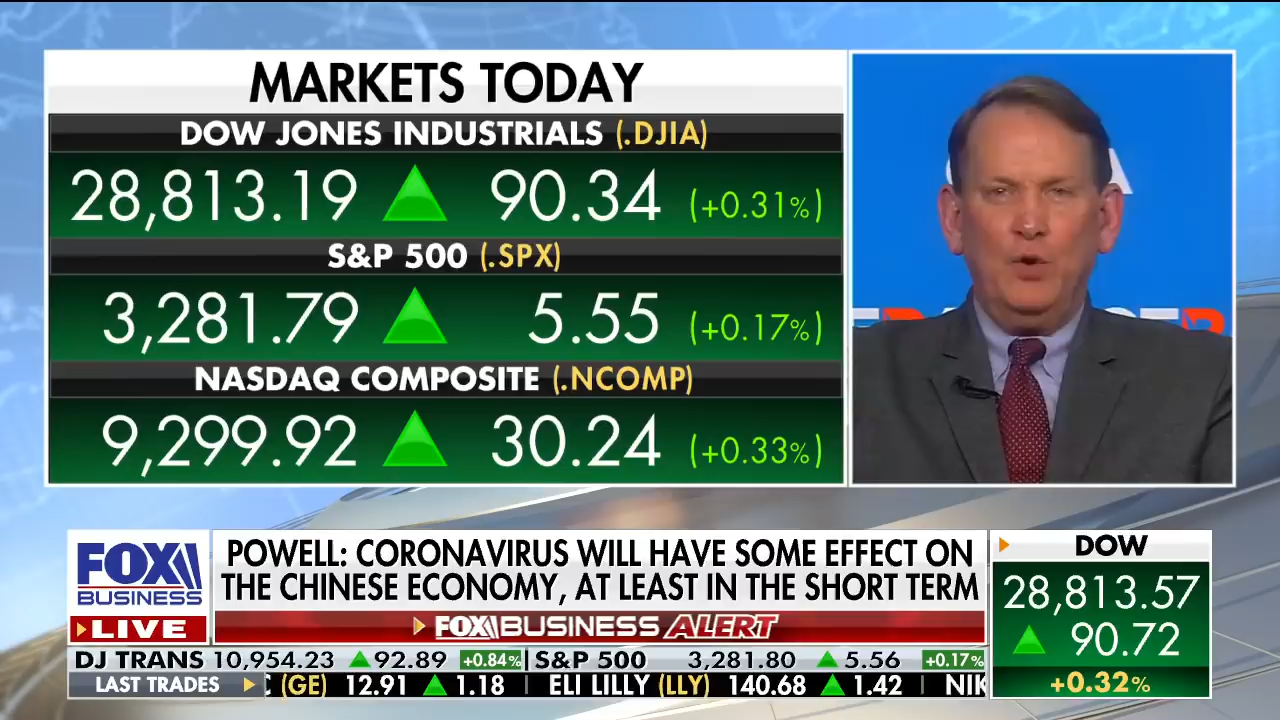 MARKETS TODAY
DOW JONES INDUSTRIALS (.DJIA)
28,813.19 ▲ 90.34 (+0.31%)
S&P 500 (.SPX)
3,281.79 ▲ 5.55 (+0.17%)
NASDAQ COMPOSITE (.NCOMP)
9,299.92 ▲ 30.24 (+0.33%)
FOX BUSINESS
LIVE
POWELL: CORONAVIRUS WILL HAVE SOME EFFECT ON
THE CHINESE ECONOMY, AT LEAST IN THE SHORT TERM
FOX BUSINESS ALERT
DOW
28,813.57
▲ 90.72
+0.32%
DJ TRANS 10,954.23 ▲ 92.89 +0.84% S&P 500 3,281.80 ▲ 5.56 +0.17%
LAST TRADES (GE) 12.91 ▲ 1.18 ELI LILLY (LLY) 140.68 ▲ 1.42 NIK